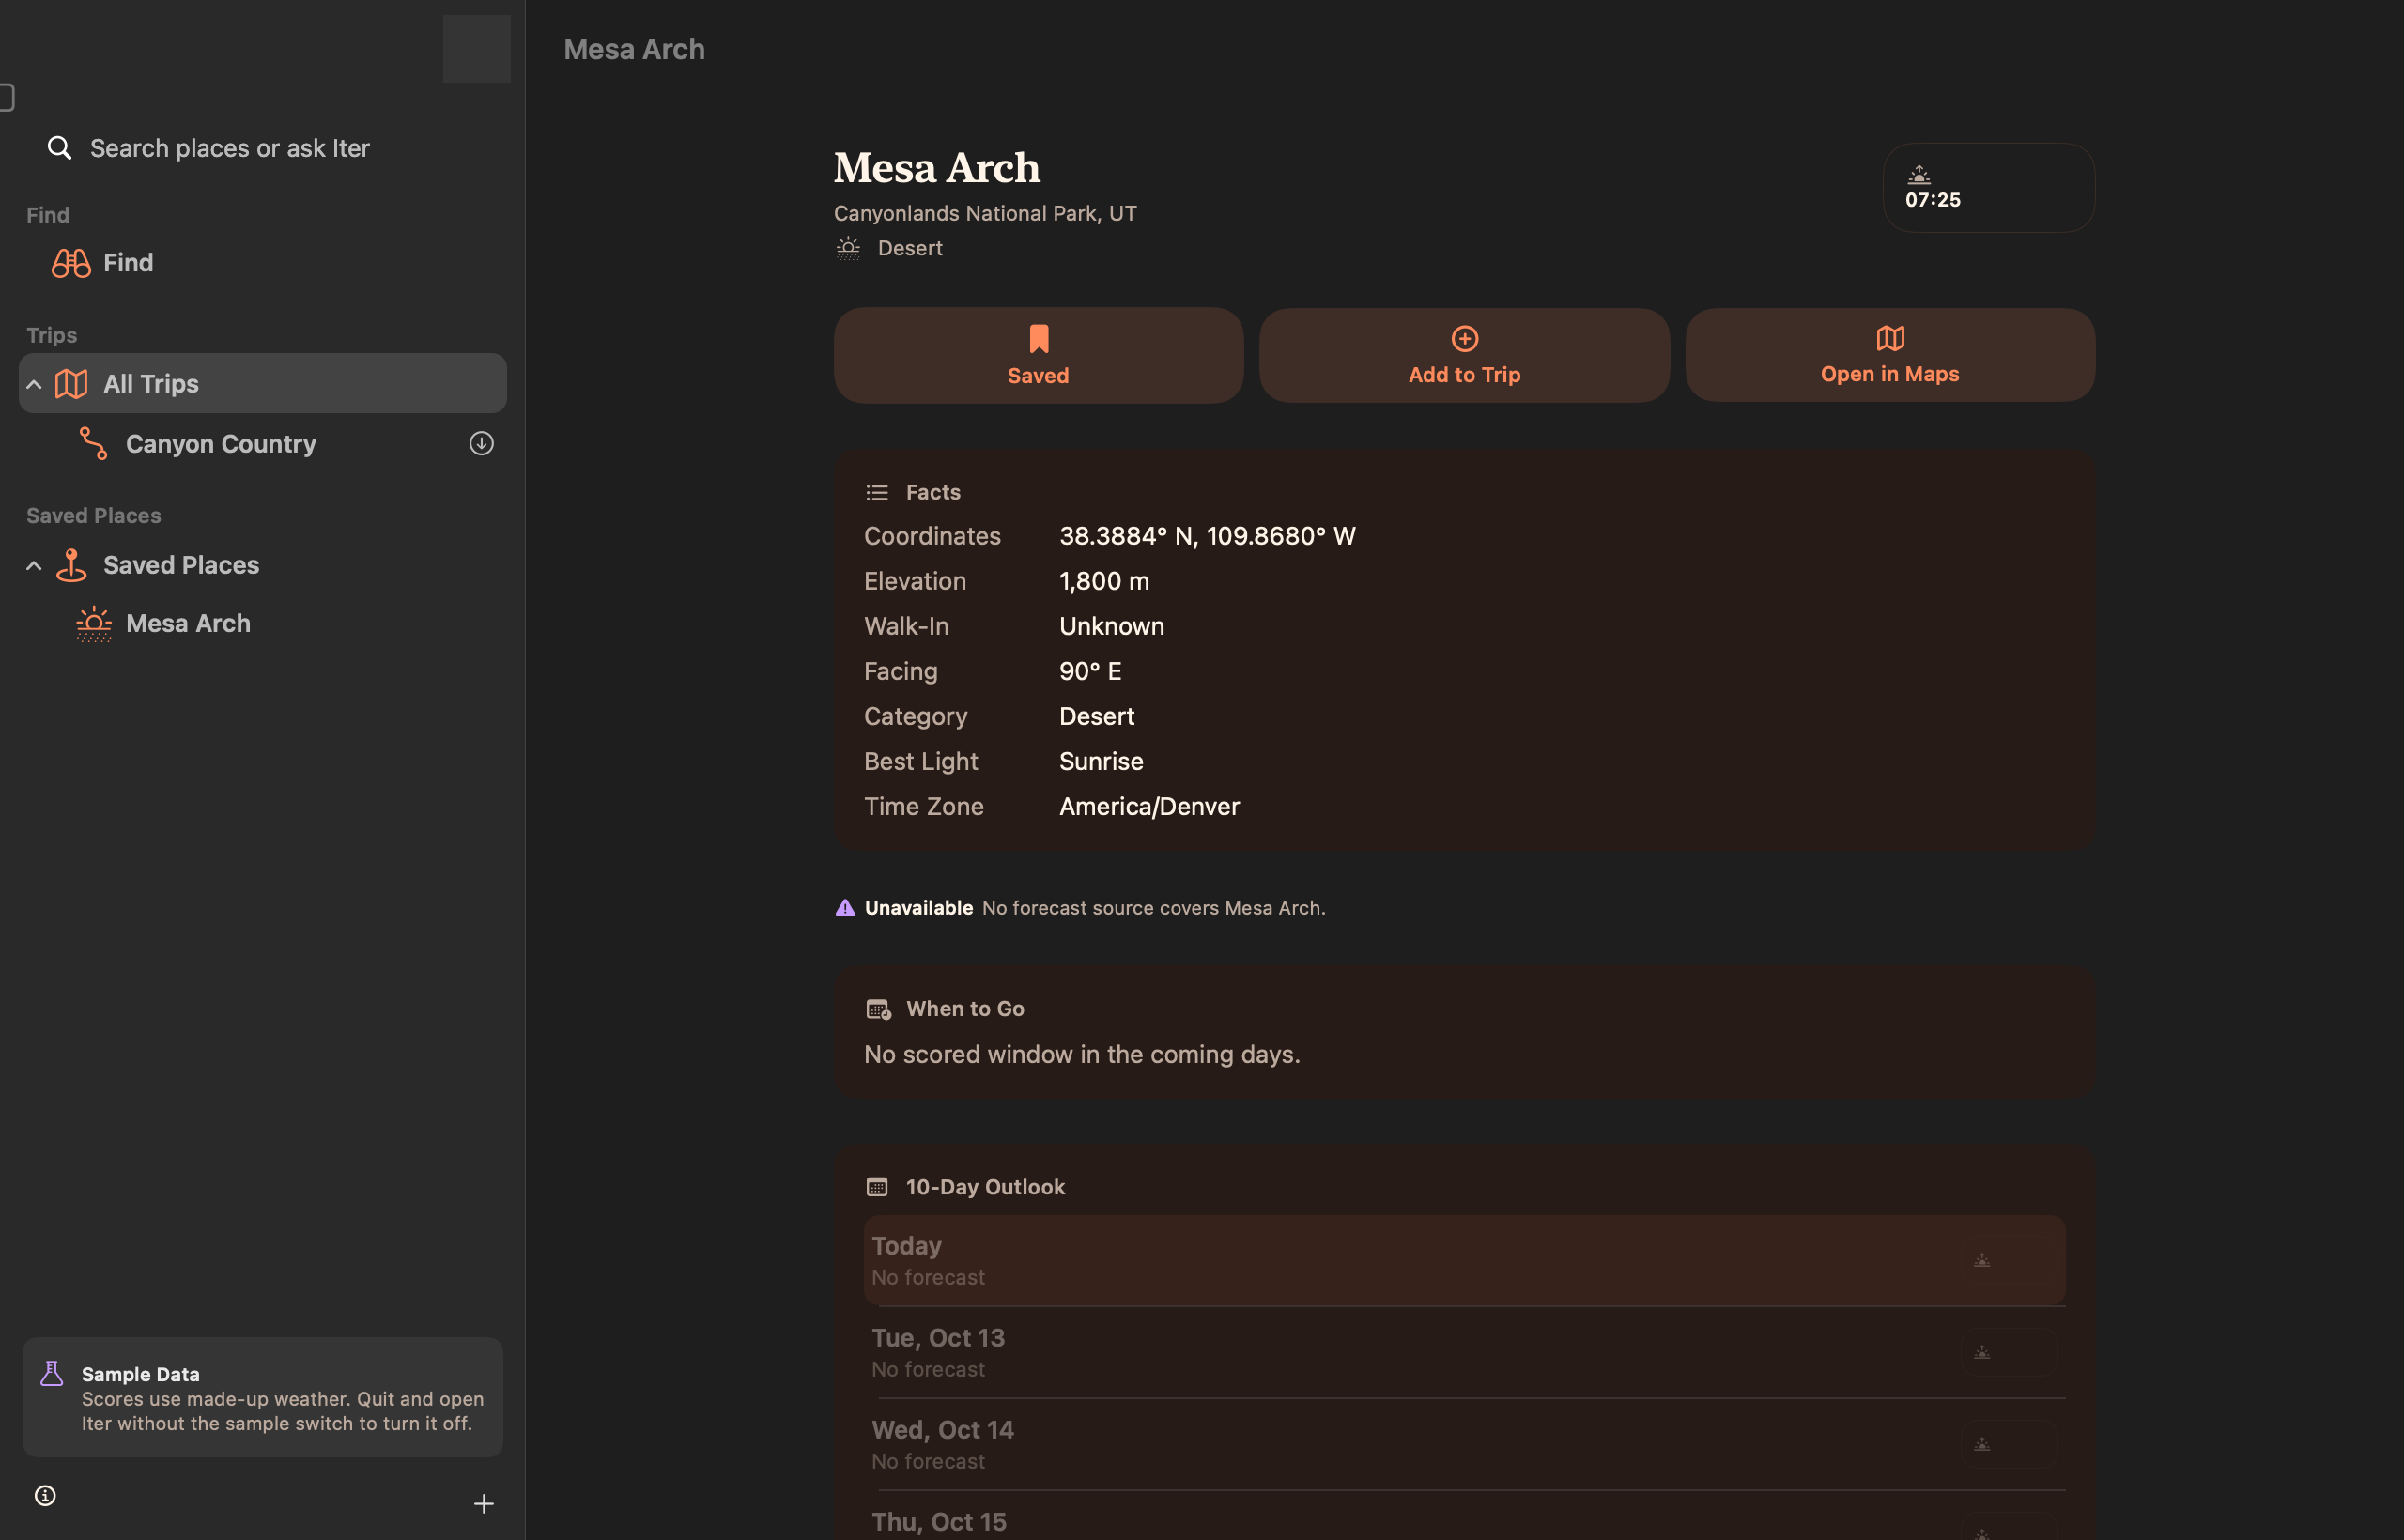 Mesa Arch
Search places or ask Iter
Find
Find
Trips
All Trips
Canyon Country
Saved Places
Saved Places
Mesa Arch
Sample Data
Scores use made-up weather. Quit and open
Iter without the sample switch to turn it off.
Mesa Arch
Canyonlands National Park, UT
Desert
07:25
Saved
Add to Trip
Open in Maps
Facts
Coordinates 38.3884° N, 109.8680° W
Elevation 1,800 m
Walk-In Unknown
Facing 90° E
Category Desert
Best Light Sunrise
Time Zone America/Denver
Unavailable No forecast source covers Mesa Arch.
When to Go
No scored window in the coming days.
10-Day Outlook
Today
No forecast
Tue, Oct 13
No forecast
Wed, Oct 14
No forecast
Thu, Oct 15